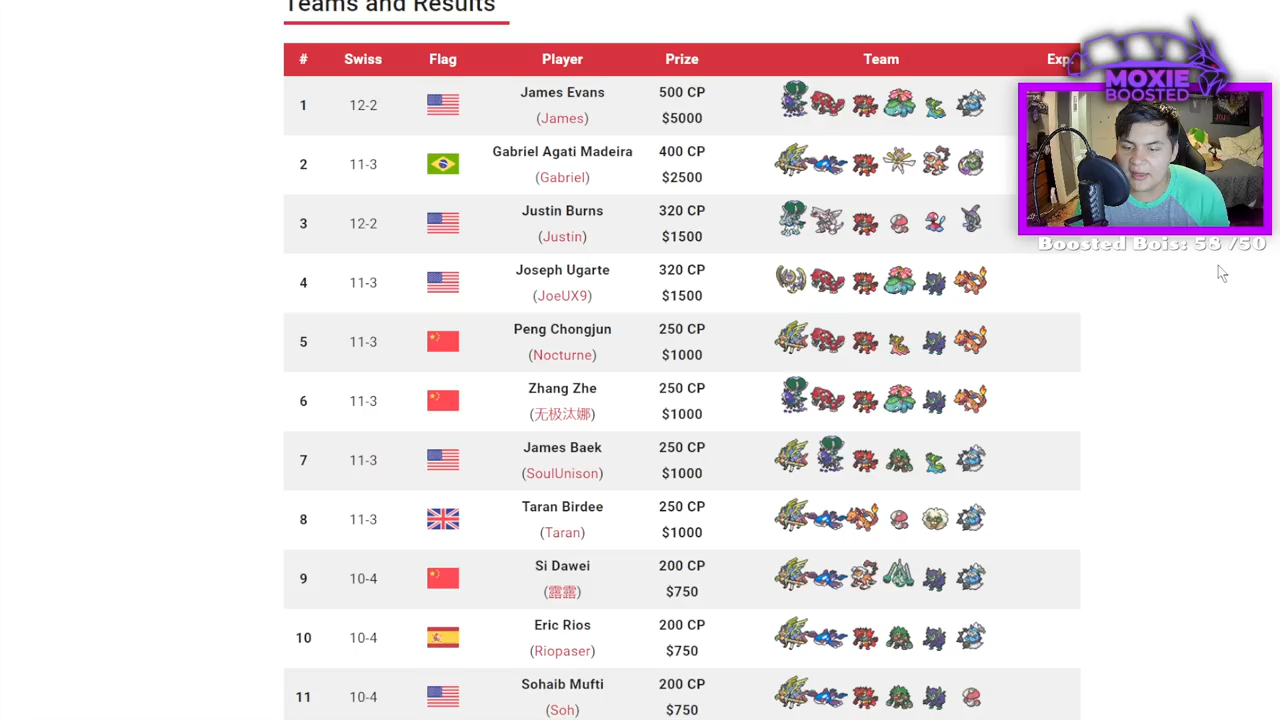 Teams and Results
# Swiss Flag Player Prize Team Exp
1 12-2 James Evans (James) 500 CP $5000
2 11-3 Gabriel Agati Madeira (Gabriel) 400 CP $2500
3 12-2 Justin Burns (Justin) 320 CP $1500
4 11-3 Joseph Ugarte (JoeUX9) 320 CP $1500
5 11-3 Peng Chongjun (Nocturne) 250 CP $1000
6 11-3 Zhang Zhe (无极汰娜) 250 CP $1000
7 11-3 James Baek (SoulUnison) 250 CP $1000
8 11-3 Taran Birdee (Taran) 250 CP $1000
9 10-4 Si Dawei (露露) 200 CP $750
10 10-4 Eric Rios (Riopaser) 200 CP $750
11 10-4 Sohaib Mufti (Soh) 200 CP $750
MOXIE
BOOSTED
Boosted Bois: 58 /50